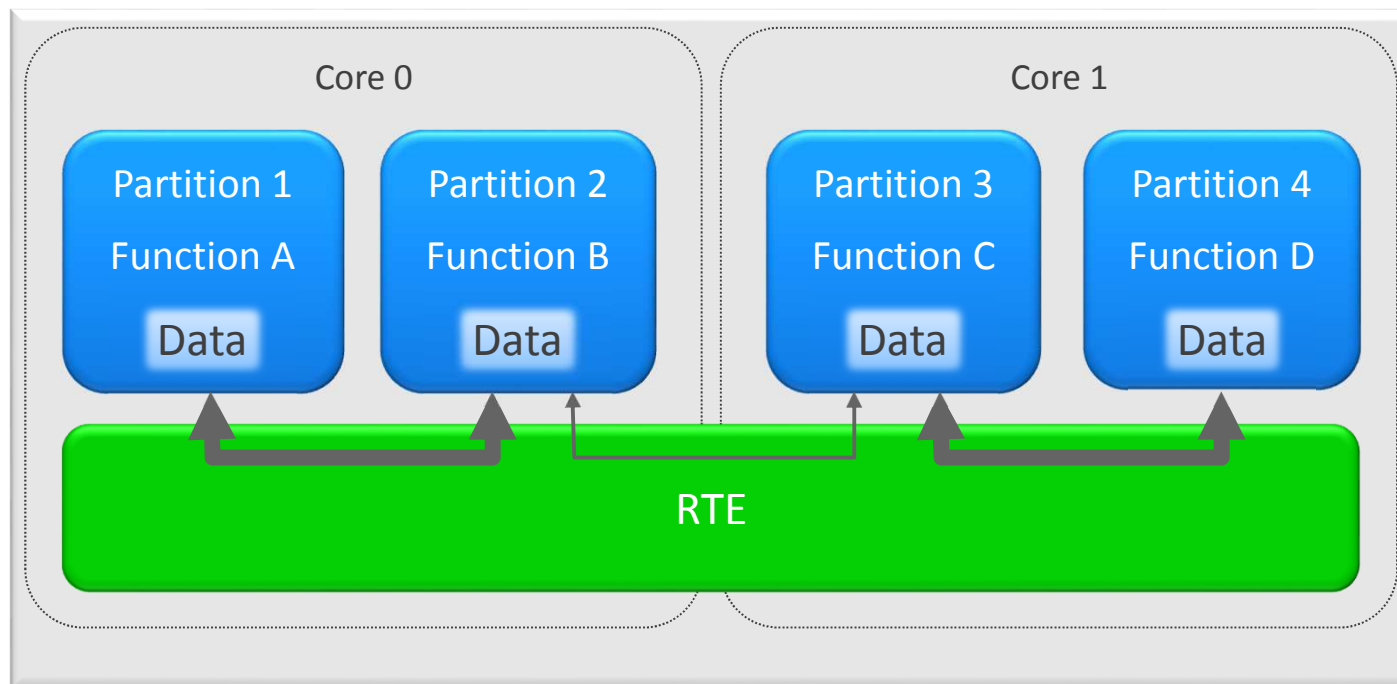 Core 0
Core 1
Partition 1
Function A
Data
Partition 2
Function B
Data
Partition 3
Function C
Data
Partition 4
Function D
Data
RTE